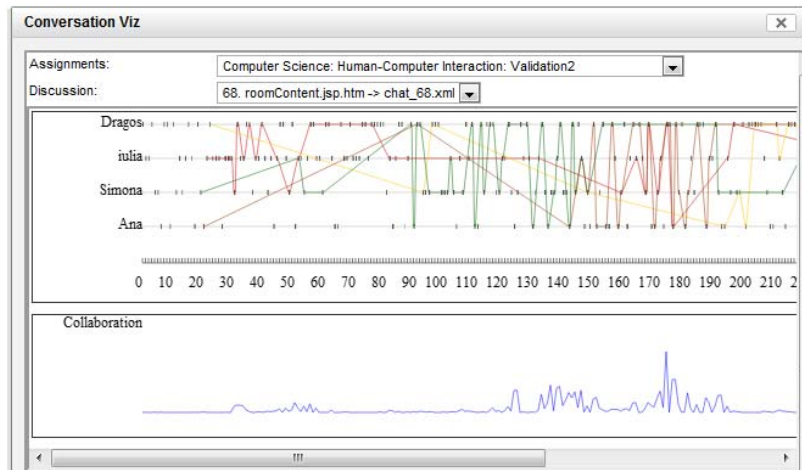 Conversation Viz
Assignments: Computer Science: Human-Computer Interaction: Validation2
Discussion: 68. roomContent.jsp.htm -> chat_68.xml
Dragos
iulia
Simona
Ana
0 10 20 30 40 50 60 70 80 90 100 110 120 130 140 150 160 170 180 190 200 210 2
Collaboration